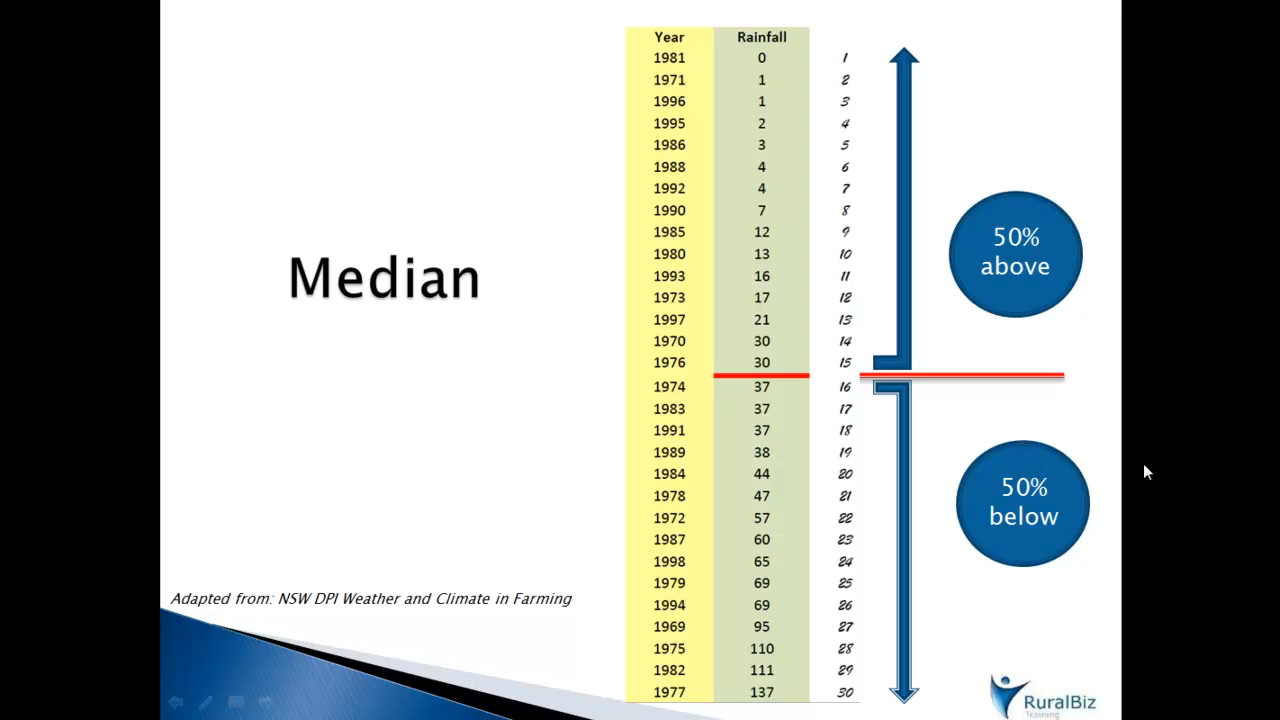 Median
Year Rainfall
1981 0 1
1971 1 2
1996 1 3
1995 2 4
1986 3 5
1988 4 6
1992 4 7
1990 7 8
1985 12 9
1980 13 10
1993 16 11
1973 17 12
1997 21 13
1970 30 14
1976 30 15
1974 37 16
1983 37 17
1991 37 18
1989 38 19
1984 44 20
1978 47 21
1972 57 22
1987 60 23
1998 65 24
1979 69 25
1994 69 26
1969 95 27
1975 110 28
1982 111 29
1977 137 30
50%
above
50%
below
Adapted from: NSW DPI Weather and Climate in Farming
RuralBiz
Training